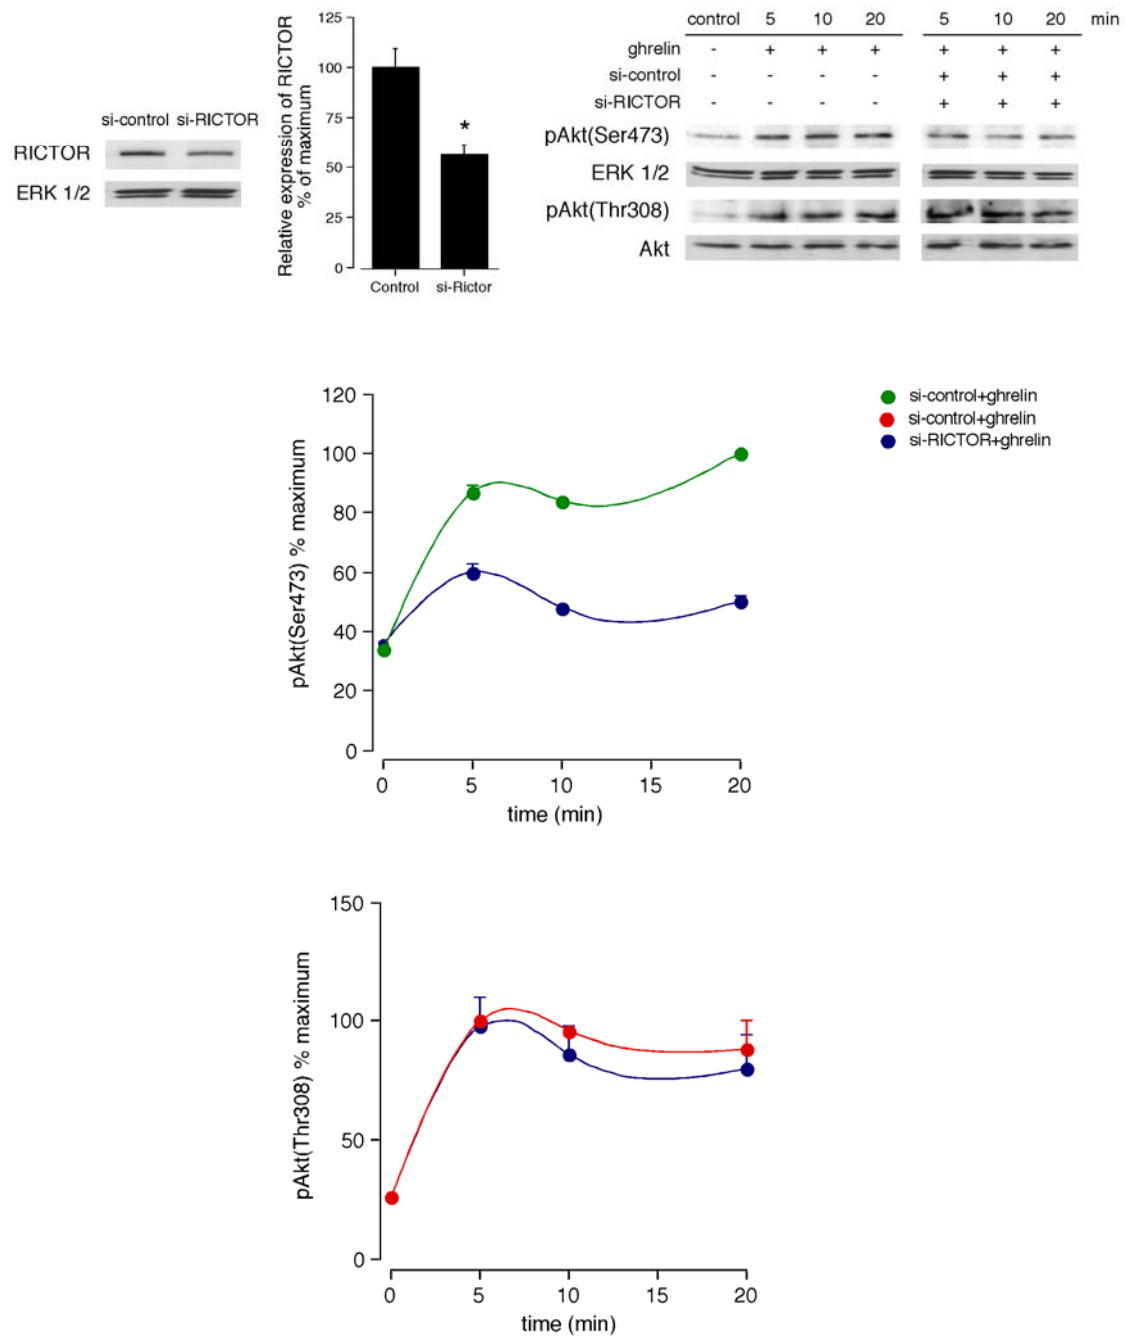 si-control si-RICTOR
RICTOR
ERK 1/2
Relative expression of RICTOR
% of maximum
125
100
75
50
25
0
*
Control si-Rictor
control 5 10 20 5 10 20 min
ghrelin - + + + + + +
si-control - - - - + + +
si-RICTOR - - - - + + +
pAkt(Ser473)
ERK 1/2
pAkt(Thr308)
Akt
si-control+ghrelin
si-control+ghrelin
si-RICTOR+ghrelin
pAkt(Ser473) % maximum
120
100
80
60
40
20
0
0 5 10 15 20
time (min)
pAkt(Thr308) % maximum
150
100
50
0
0 5 10 15 20
time (min)